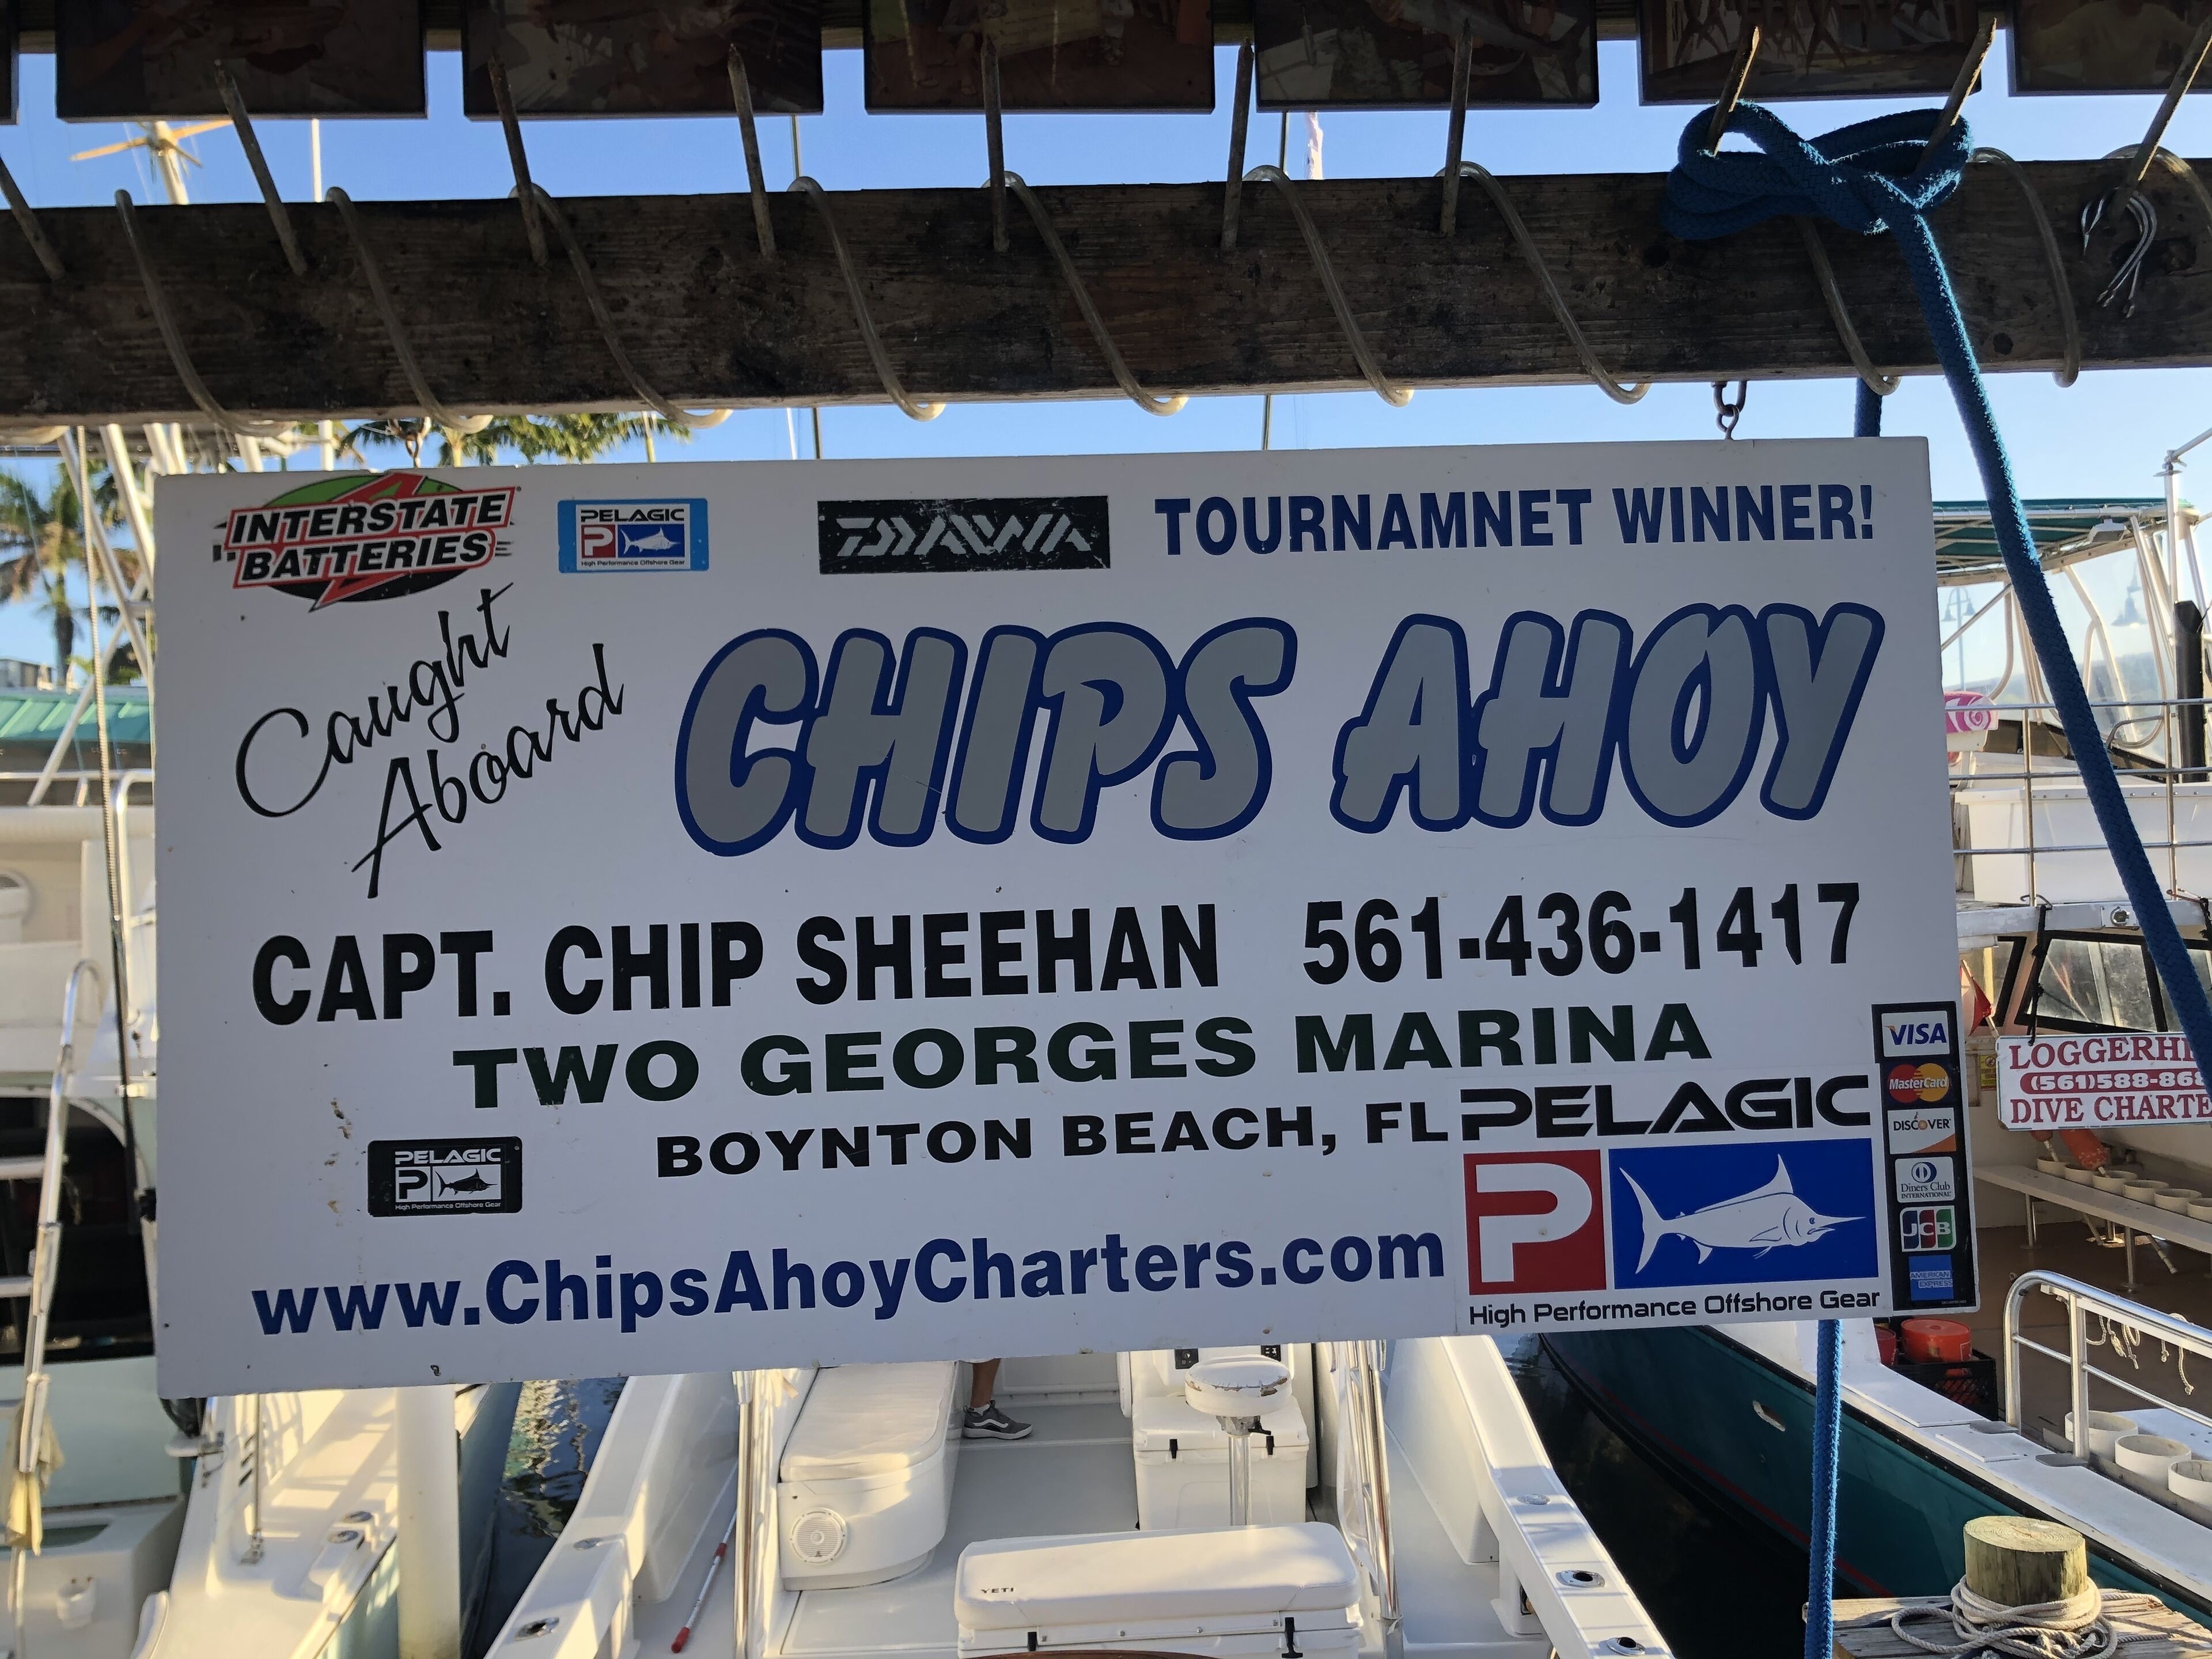 INTERSTATE
BATTERIES
PELAGIC
P
High Performance Offshore Gear
DAIWA
TOURNAMNET WINNER!
Caught
Aboard
CHIPS AHOY
CAPT. CHIP SHEEHAN 561-436-1417
TWO GEORGES MARINA
BOYNTON BEACH, FL
PELAGIC
P
High Performance Offshore Gear
www.ChipsAhoyCharters.com
PELAGIC
P
High Performance Offshore Gear
VISA
MasterCard
DISCOVER
Diners Club
INTERNATIONAL
JCB
AMERICAN
EXPRESS
DIVE
YETI